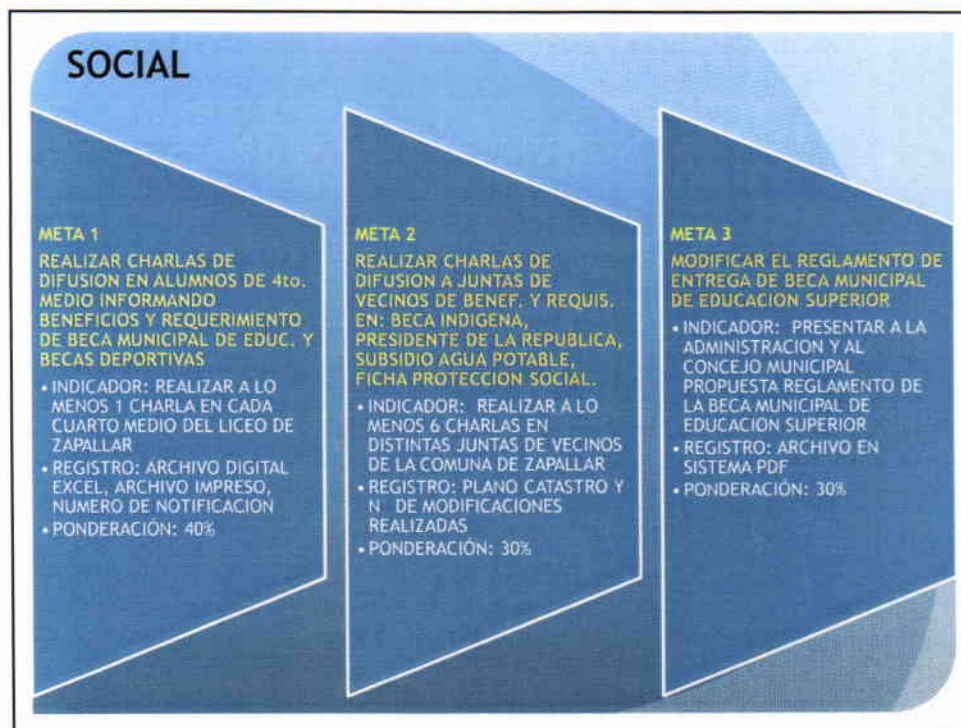 SOCIAL
META 1
REALIZAR CHARLAS DE
DIFUSION EN ALUMNOS DE 4to.
MEDIO INFORMANDO
BENEFICIOS Y REQUERIMIENTO
DE BECA MUNICIPAL DE EDUC. Y
BECAS DEPORTIVAS
• INDICADOR: REALIZAR A LO
MENOS 1 CHARLA EN CADA
CUARTO MEDIO DEL LICEO DE
ZAPALLAR
• REGISTRO: ARCHIVO DIGITAL
EXCEL, ARCHIVO IMPRESO,
NUMERO DE NOTIFICACION
• PONDERACIÓN: 40%
META 2
REALIZAR CHARLAS DE
DIFUSION A JUNTAS DE
VECINOS DE BENEF. Y REQUIS.
EN: BECA INDIGENA,
PRESIDENTE DE LA REPUBLICA,
SUBSIDIO AGUA POTABLE,
FICHA PROTECCION SOCIAL.
• INDICADOR: REALIZAR A LO
MENOS 6 CHARLAS EN
DISTINTAS JUNTAS DE VECINOS
DE LA COMUNA DE ZAPALLAR
• REGISTRO: PLANO CATASTRO Y
N° DE MODIFICACIONES
REALIZADAS
• PONDERACIÓN: 30%
META 3
MODIFICAR EL REGLAMENTO DE
ENTREGA DE BECA MUNICIPAL
DE EDUCACION SUPERIOR
• INDICADOR: PRESENTAR A LA
ADMINISTRACION Y AL
CONCEJO MUNICIPAL
PROPUESTA REGLAMENTO DE
LA BECA MUNICIPAL DE
EDUCACION SUPERIOR
• REGISTRO: ARCHIVO EN
SISTEMA PDF
• PONDERACIÓN: 30%